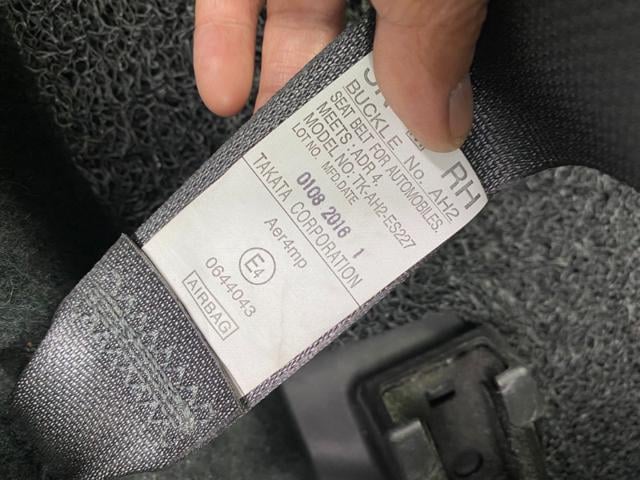 RH
BUCKLE No. AH2
SEAT BELT FOR AUTOMOBILES.
MEETS : ADR 4.
MODEL NO: TK-AH2-ES227
LOT NO. MFD.DATE
0108 2016 1
TAKATA CORPORATION
Aer4mp
E4
0644043
AIRBAG